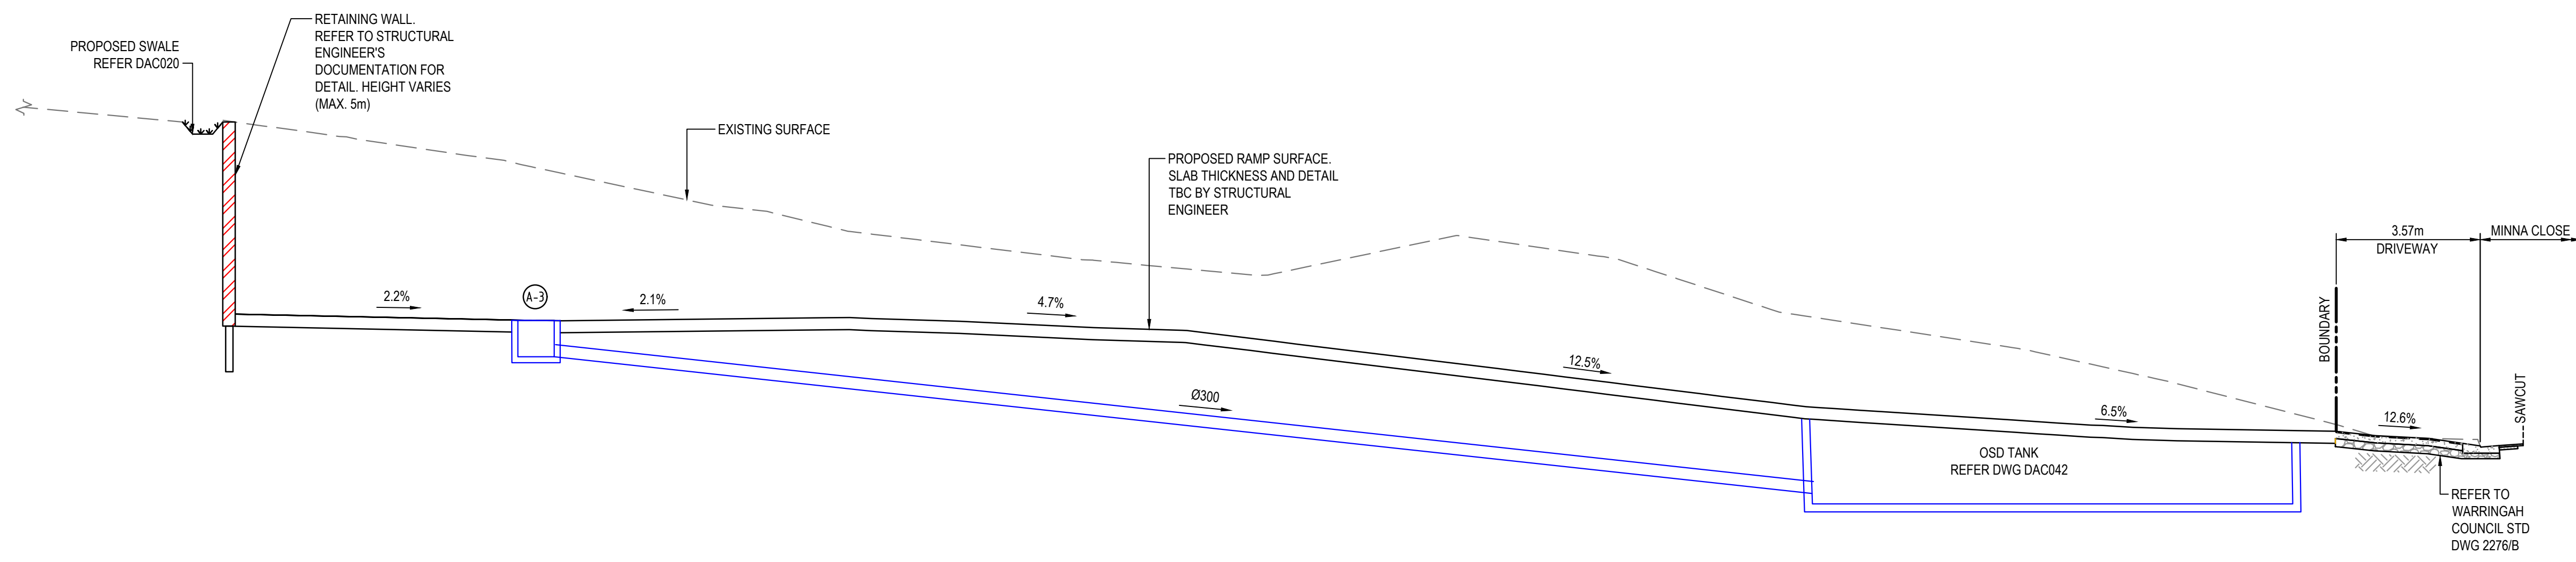 RETAINING WALL.
REFER TO STRUCTURAL
ENGINEER'S
DOCUMENTATION FOR
DETAIL. HEIGHT VARIES
(MAX. 5m)
PROPOSED SWALE
REFER DAC020
EXISTING SURFACE
PROPOSED RAMP SURFACE.
SLAB THICKNESS AND DETAIL
TBC BY STRUCTURAL
ENGINEER
3.57m
DRIVEWAY
MINNA CLOSE
BOUNDARY
SAWCUT
2.2%
A-3
2.1%
4.7%
12.5%
Ø300
6.5%
12.6%
OSD TANK
REFER DWG DAC042
REFER TO
WARRINGAH
COUNCIL STD
DWG 2276/B